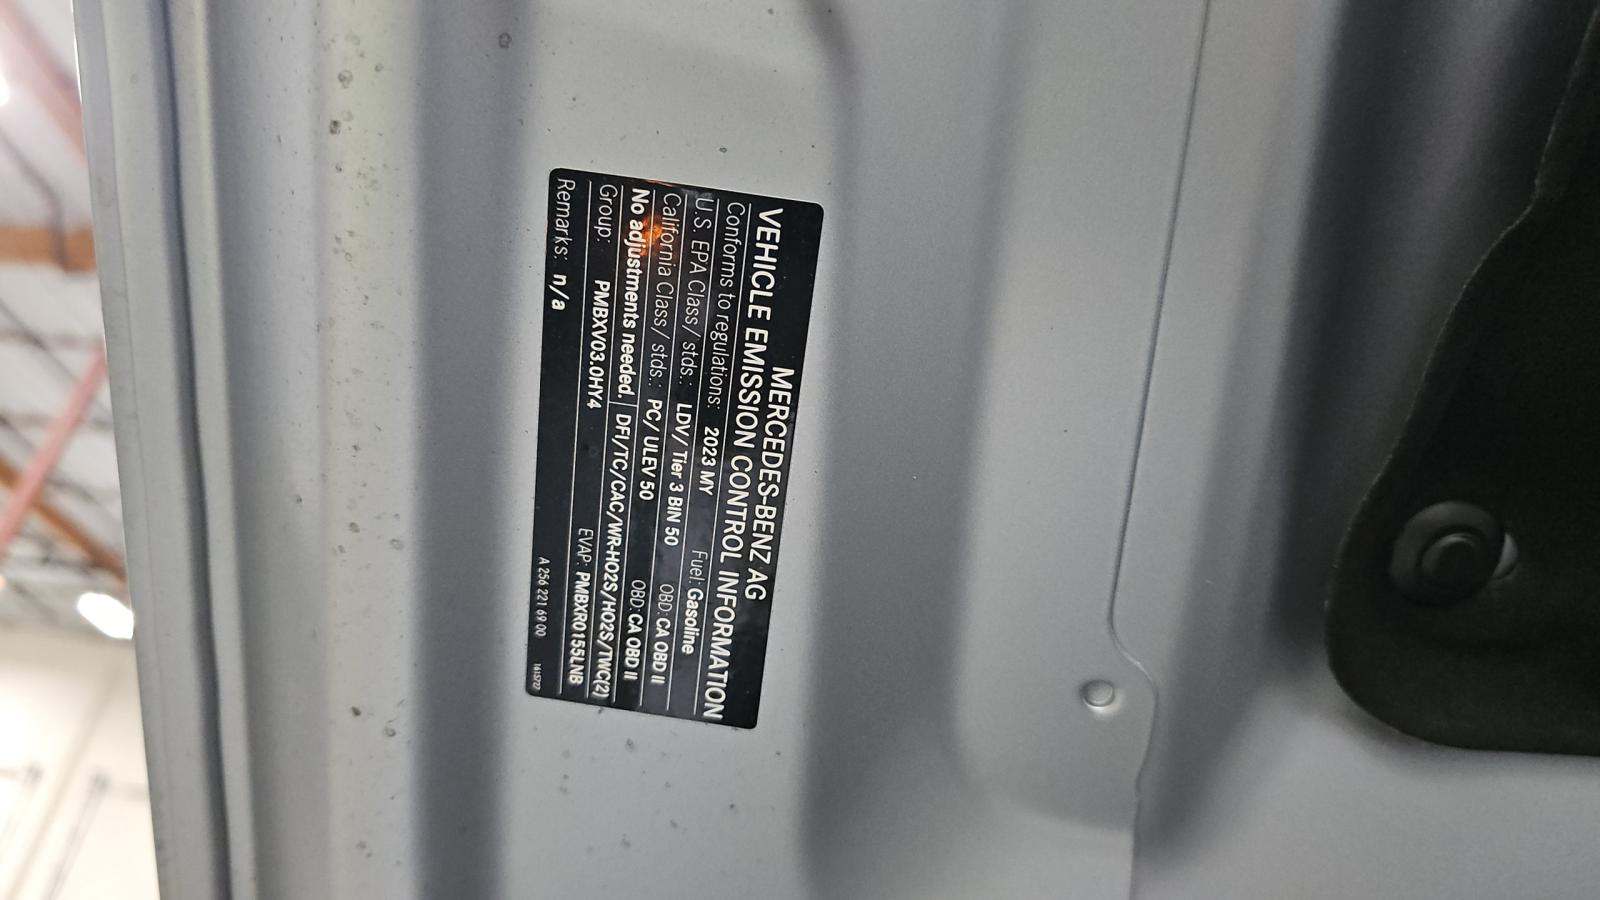 MERCEDES-BENZ AG
VEHICLE EMISSION CONTROL INFORMATION
Conforms to regulations: 2023 MY Fuel: Gasoline
U.S. EPA Class/ stds.: LDV/ Tier 3 BIN 50 OBD: CA OBD II
California Class/ stds.: PC/ ULEV 50 OBD: CA OBD II
No adjustments needed. DFI/TC/CAC/WR-HO2S/HO2S/TWC(2)
Group: PMBXV03.0HY4 EVAP: PMBXR0155LNB
Remarks: n/a
A 256 221 69 00